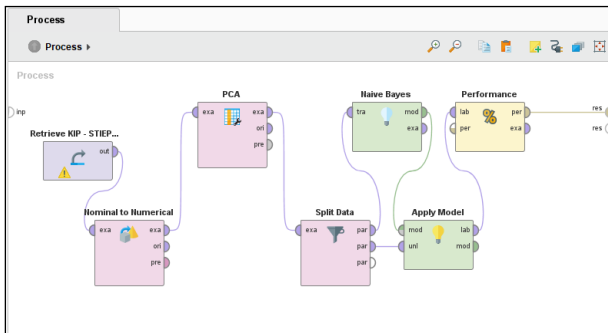 Process
Process
Process
inp
Retrieve KIP - STIEP...
out
Nominal to Numerical
exa
exa
ori
pre
PCA
exa
exa
ori
pre
Split Data
exa
par
par
par
Naive Bayes
tra
mod
exa
Apply Model
mod
lab
unl
mod
Performance
%
lab
per
per
exa
res
res